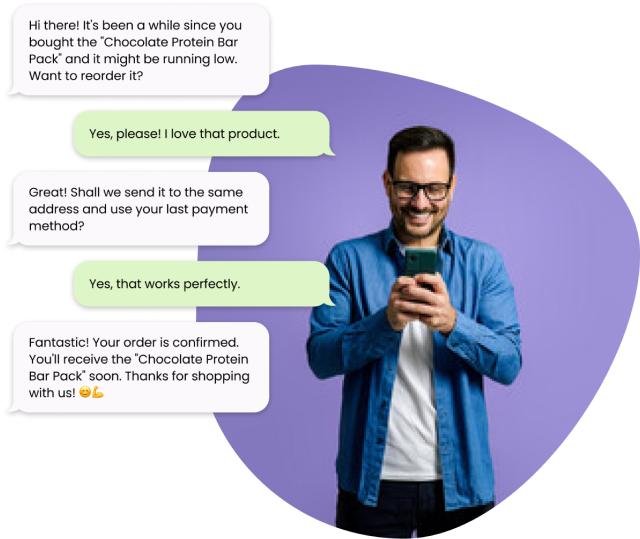 Hi there! It's been a while since you
bought the "Chocolate Protein Bar
Pack" and it might be running low.
Want to reorder it?
Yes, please! I love that product.
Great! Shall we send it to the same
address and use your last payment
method?
Yes, that works perfectly.
Fantastic! Your order is confirmed.
You'll receive the "Chocolate Protein
Bar Pack" soon. Thanks for shopping
with us! 😊💪